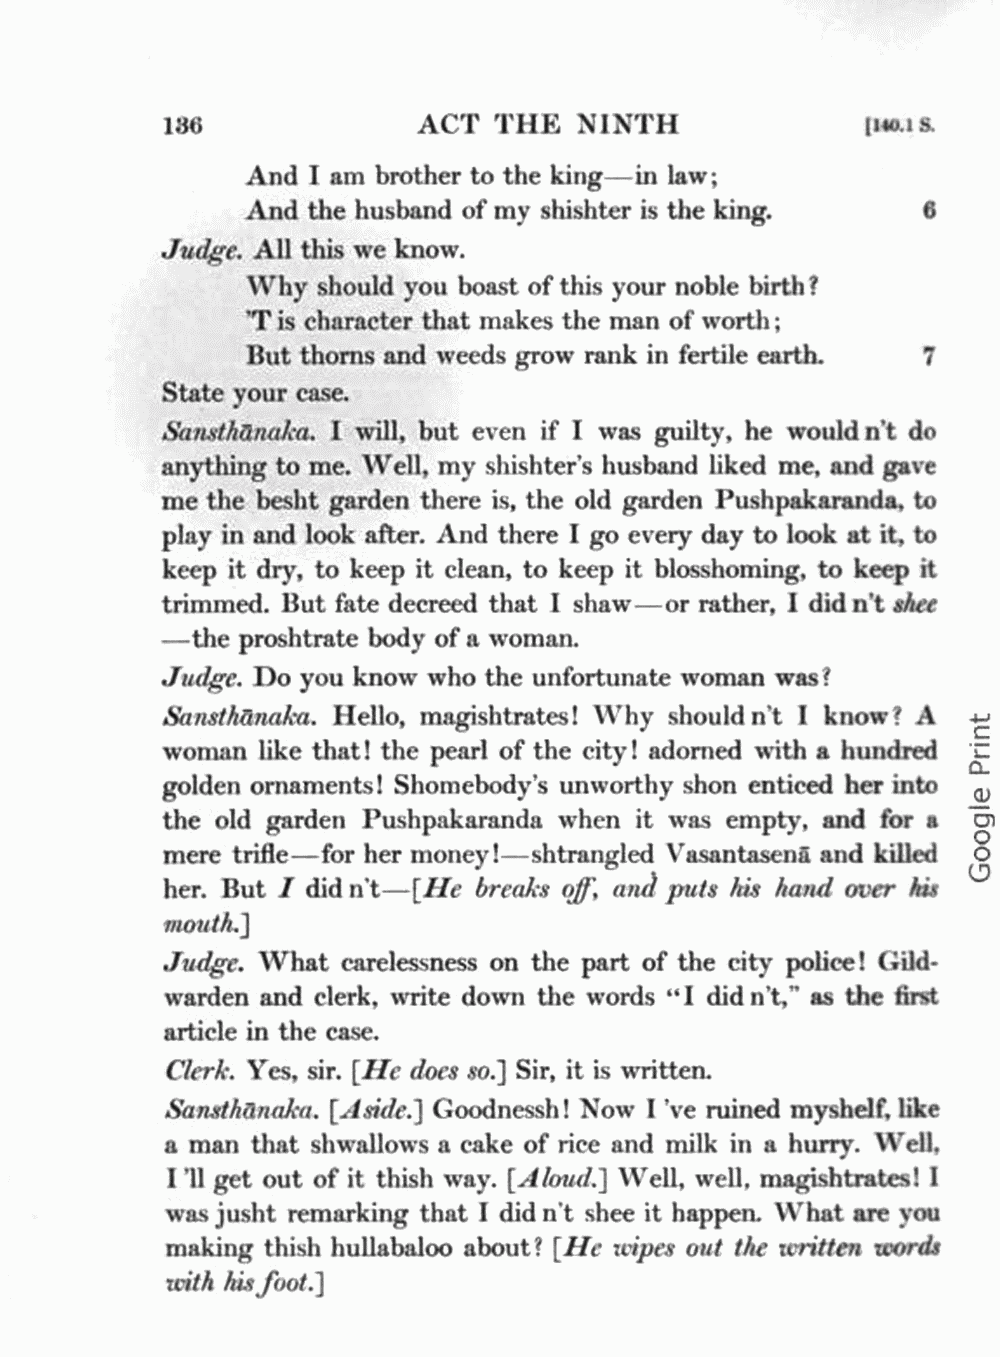 136 ACT THE NINTH [140.1 S.
And I am brother to the king—in law;
And the husband of my shishter is the king. 6
Judge. All this we know.
Why should you boast of this your noble birth?
'T is character that makes the man of worth;
But thorns and weeds grow rank in fertile earth. 7
State your case.
Sansthānaka. I will, but even if I was guilty, he would n't do
anything to me. Well, my shishter's husband liked me, and gave
me the besht garden there is, the old garden Pushpakaranda, to
play in and look after. And there I go every day to look at it, to
keep it dry, to keep it clean, to keep it blosshoming, to keep it
trimmed. But fate decreed that I shaw—or rather, I did n't shee
—the proshtrate body of a woman.
Judge. Do you know who the unfortunate woman was?
Sansthānaka. Hello, magishtrates! Why should n't I know? A
woman like that! the pearl of the city! adorned with a hundred
golden ornaments! Shomebody's unworthy shon enticed her into
the old garden Pushpakaranda when it was empty, and for a
mere trifle—for her money!—shtrangled Vasantasenā and killed
her. But I did n't—[He breaks off, and puts his hand over his
mouth.]
Judge. What carelessness on the part of the city police! Gild-
warden and clerk, write down the words “I did n't,” as the first
article in the case.
Clerk. Yes, sir. [He does so.] Sir, it is written.
Sansthānaka. [Aside.] Goodnessh! Now I 've ruined myshelf, like
a man that shwallows a cake of rice and milk in a hurry. Well,
I 'll get out of it thish way. [Aloud.] Well, well, magishtrates! I
was jusht remarking that I did n't shee it happen. What are you
making thish hullabaloo about? [He wipes out the written words
with his foot.]
Google Print